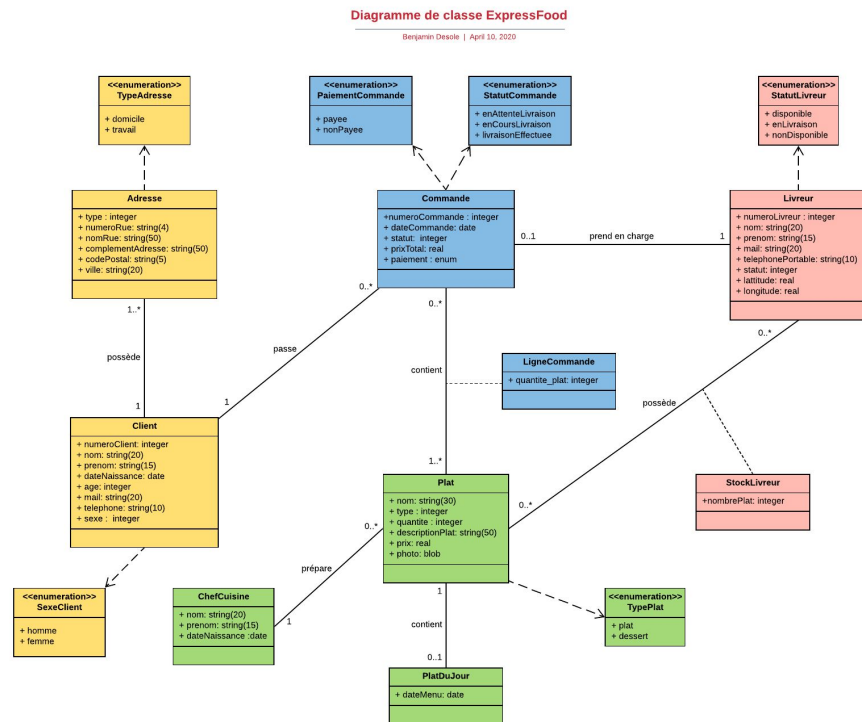 Diagramme de classe ExpressFood
Benjamin Desole | April 10, 2020
<<enumeration>>
TypeAdresse
+ domicile
+ travail
<<enumeration>>
PaiementCommande
+ payee
+ nonPayee
<<enumeration>>
StatutCommande
+ enAttenteLivraison
+ enCoursLivraison
+ livraisonEffectuee
<<enumeration>>
StatutLivreur
+ disponible
+ enLivraison
+ nonDisponible
Adresse
+ type : integer
+ numeroRue: string(4)
+ nomRue: string(50)
+ complementAdresse: string(50)
+ codePostal: string(5)
+ ville: string(20)
Commande
+numeroCommande : integer
+ dateCommande: date
+ statut:  integer
+ prixTotal: real
+ paiement : enum
0..1
prend en charge
1
Livreur
+ numeroLivreur : integer
+ nom: string(20)
+ prenom: string(15)
+ mail: string(20)
+ telephonePortable: string(10)
+ statut: integer
+ lattitude: real
+ longitude: real
1..*
possède
1
0..*
passe
1
0..*
contient
1..*
LigneCommande
+ quantite_plat: integer
0..*
possède
0..*
Client
+ numeroClient: integer
+ nom: string(20)
+ prenom: string(15)
+ dateNaissance: date
+ age: integer
+ mail: string(20)
+ telephone: string(10)
+ sexe :  integer
Plat
+ nom: string(30)
+ type : integer
+ quantite : integer
+ descriptionPlat: string(50)
+ prix: real
+ photo: blob
StockLivreur
+nombrePlat: integer
0..*
prépare
1
<<enumeration>>
SexeClient
+ homme
+ femme
ChefCuisine
+ nom: string(20)
+ prenom: string(15)
+ dateNaissance :date
1
contient
0..1
<<enumeration>>
TypePlat
+ plat
+ dessert
PlatDuJour
+ dateMenu: date